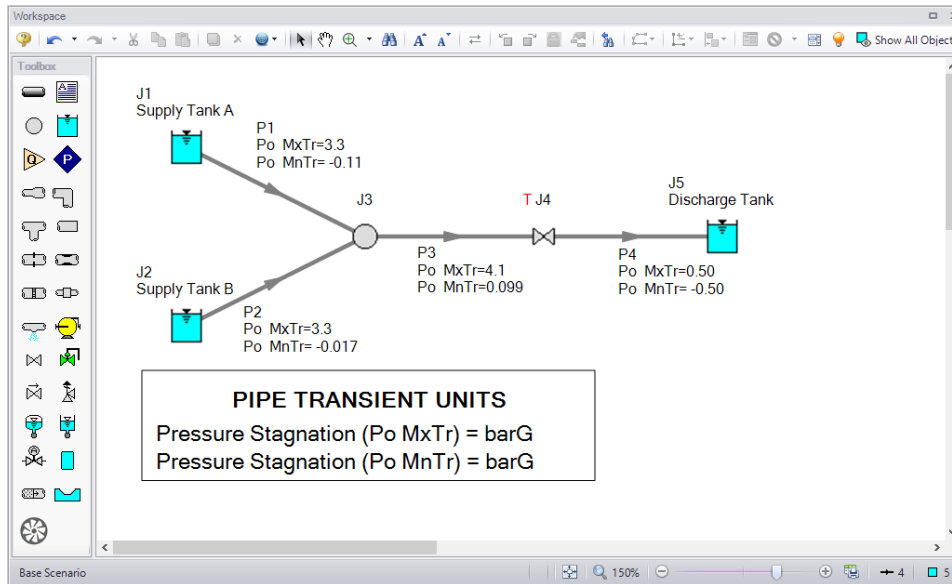 Workspace
Show All Object
Toolbox
J1
Supply Tank A
P1
Po MxTr=3.3
Po MnTr= -0.11
J3
T J4
J5
Discharge Tank
P3
Po MxTr=4.1
Po MnTr=0.099
P4
Po MxTr=0.50
Po MnTr= -0.50
J2
Supply Tank B
P2
Po MxTr=3.3
Po MnTr= -0.017
PIPE TRANSIENT UNITS
Pressure Stagnation (Po MxTr) = barG
Pressure Stagnation (Po MnTr) = barG
Base Scenario
150%
4
5